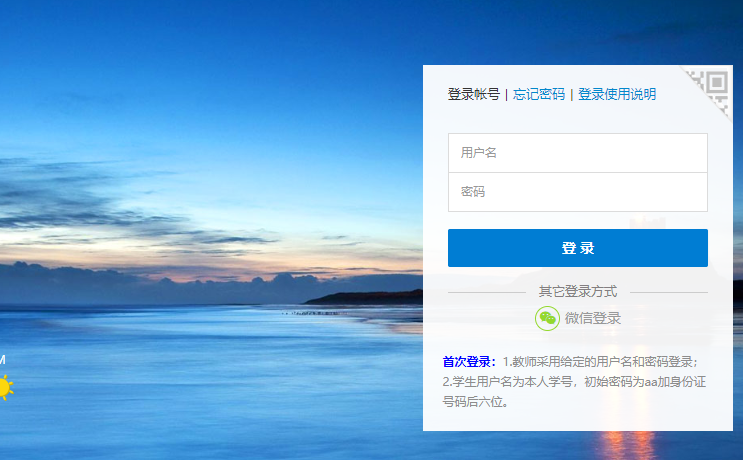 登录帐号 | 忘记密码 | 登录使用说明
用户名
密码
登 录
其它登录方式
微信登录
M
首次登录：1.教师采用给定的用户名和密码登录；
2.学生用户名为本人学号，初始密码为aa加身份证
号码后六位。